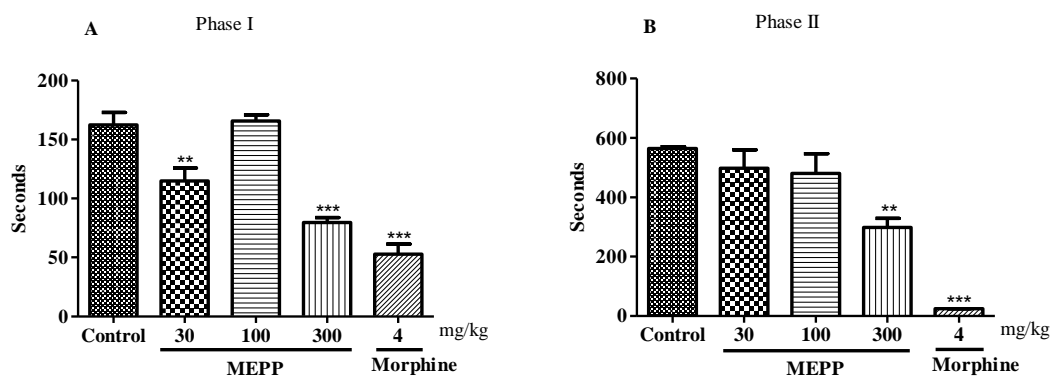 A Phase I
Seconds
200
150
100
50
0
**
***
***
Control 30 100 300 4 mg/kg
MEPP Morphine
B Phase II
Seconds
800
600
400
200
0
**
***
Control 30 100 300 4 mg/kg
MEPP Morphine